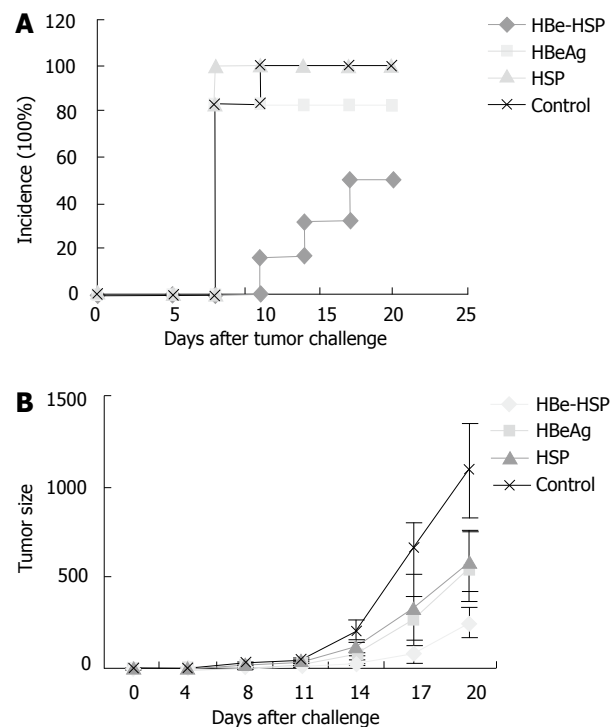 A
120
100
80
60
40
20
0
Incidence (100%)
0 5 10 15 20 25
Days after tumor challenge
HBe-HSP
HBeAg
HSP
Control
B
1500
1000
500
0
Tumor size
0 4 8 11 14 17 20
Days after challenge
HBe-HSP
HBeAg
HSP
Control